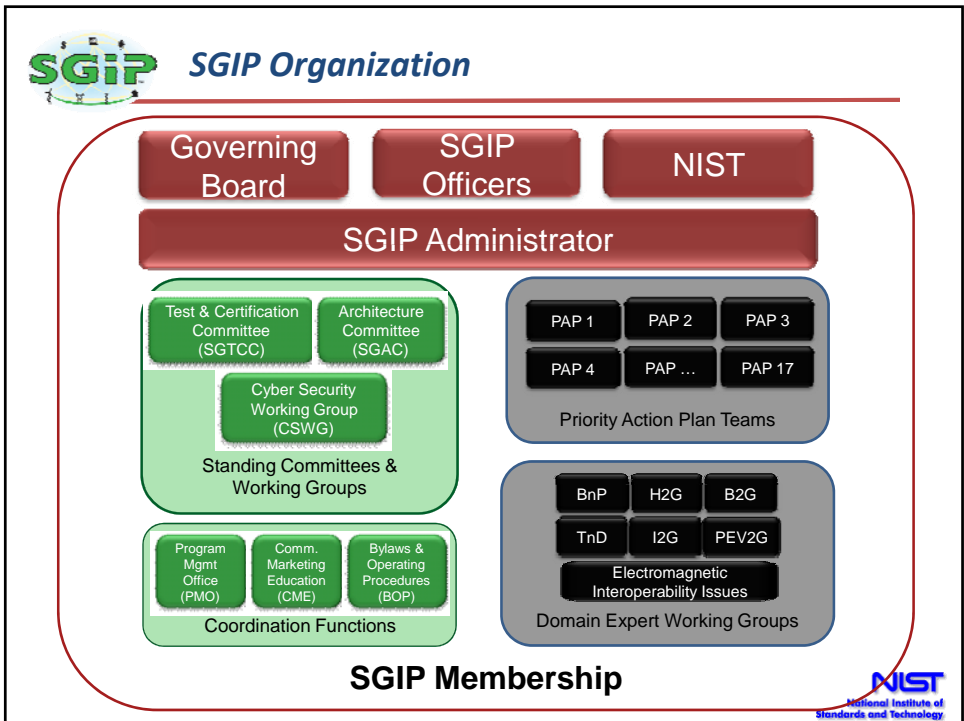 SGiP
SGIP Organization
Governing
Board
SGIP
Officers
NIST
SGIP Administrator
Test & Certification
Committee
(SGTCC)
Architecture
Committee
(SGAC)
Cyber Security
Working Group
(CSWG)
Standing Committees &
Working Groups
Program
Mgmt
Office
(PMO)
Comm.
Marketing
Education
(CME)
Bylaws &
Operating
Procedures
(BOP)
Coordination Functions
PAP 1
PAP 2
PAP 3
PAP 4
PAP …
PAP 17
Priority Action Plan Teams
BnP
H2G
B2G
TnD
I2G
PEV2G
Electromagnetic
Interoperability Issues
Domain Expert Working Groups
SGIP Membership
NIST
National Institute of
Standards and Technology